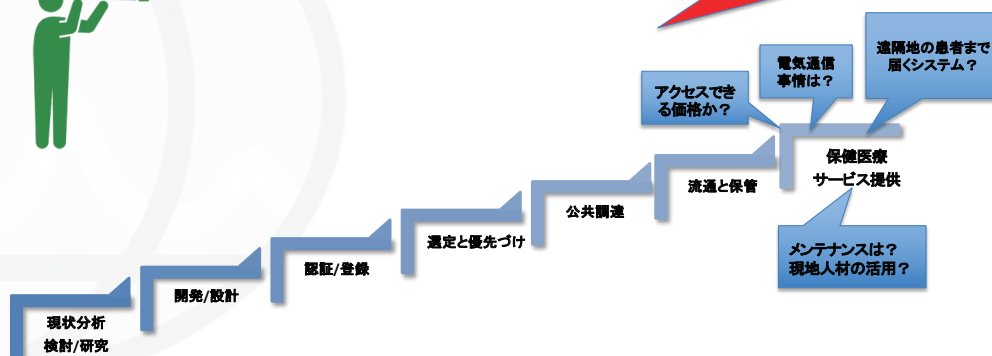 遠隔地の患者まで
届くシステム？
電気通信
事情は？
アクセスでき
る価格か？
保健医療
サービス提供
流通と保管
公共調達
選定と優先づけ
認証/登録
開発/設計
現状分析
検討/研究
メンテナンスは？
現地人材の活用？